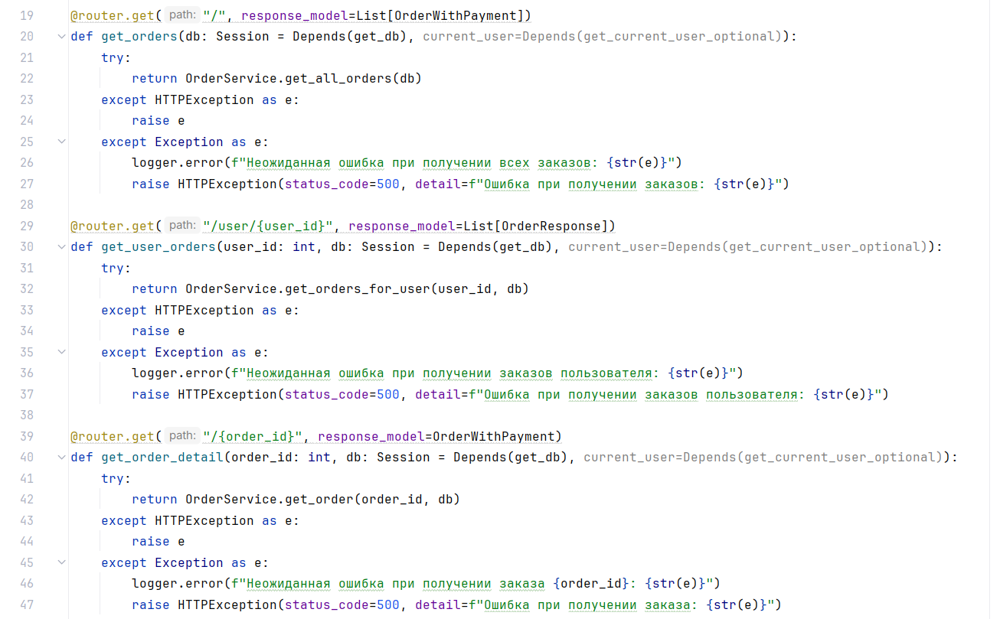 19 @router.get( path: "/", response_model=List[OrderWithPayment])
20 def get_orders(db: Session = Depends(get_db), current_user=Depends(get_current_user_optional)):
21     try:
22         return OrderService.get_all_orders(db)
23     except HTTPException as e:
24         raise e
25     except Exception as e:
26         logger.error(f"Неожиданная ошибка при получении всех заказов: {str(e)}")
27         raise HTTPException(status_code=500, detail=f"Ошибка при получении заказов: {str(e)}")
28
29 @router.get( path: "/user/{user_id}", response_model=List[OrderResponse])
30 def get_user_orders(user_id: int, db: Session = Depends(get_db), current_user=Depends(get_current_user_optional)):
31     try:
32         return OrderService.get_orders_for_user(user_id, db)
33     except HTTPException as e:
34         raise e
35     except Exception as e:
36         logger.error(f"Неожиданная ошибка при получении заказов пользователя: {str(e)}")
37         raise HTTPException(status_code=500, detail=f"Ошибка при получении заказов пользователя: {str(e)}")
38
39 @router.get( path: "/{order_id}", response_model=OrderWithPayment)
40 def get_order_detail(order_id: int, db: Session = Depends(get_db), current_user=Depends(get_current_user_optional)):
41     try:
42         return OrderService.get_order(order_id, db)
43     except HTTPException as e:
44         raise e
45     except Exception as e:
46         logger.error(f"Неожиданная ошибка при получении заказа {order_id}: {str(e)}")
47         raise HTTPException(status_code=500, detail=f"Ошибка при получении заказа: {str(e)}")